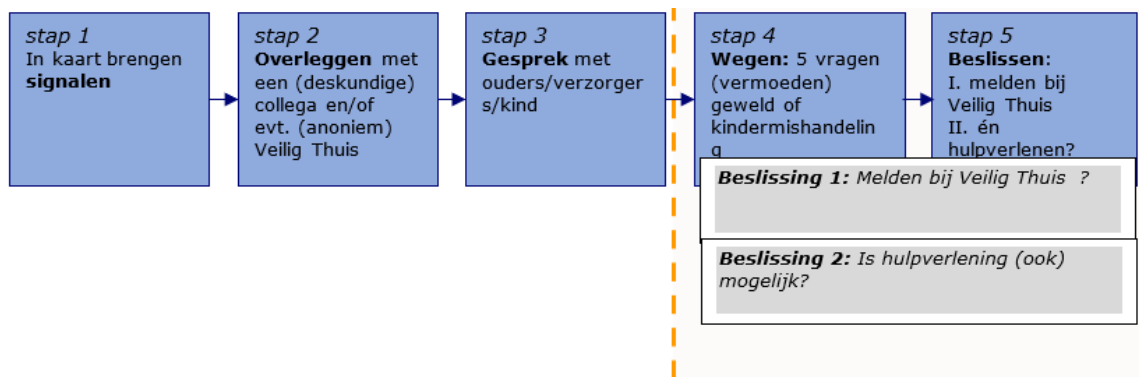 stap 1
In kaart brengen
signalen
stap 2
Overleggen met
een (deskundige)
collega en/of
evt. (anoniem)
Veilig Thuis
stap 3
Gesprek met
ouders/verzorger
s/kind
stap 4
Wegen: 5 vragen
(vermoeden)
geweld of
kindermishandelin
g
stap 5
Beslissen:
I. melden bij
Veilig Thuis
II. én
hulpverlenen?
Beslissing 1: Melden bij Veilig Thuis ?
Beslissing 2: Is hulpverlening (ook)
mogelijk?